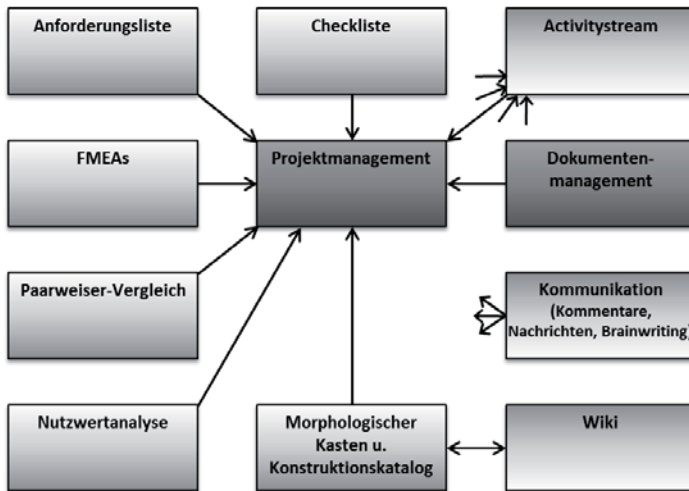 Anforderungsliste
Checkliste
Activitystream
FMEAs
Projektmanagement
Dokumenten-
management
Paarweiser-Vergleich
Kommunikation
(Kommentare,
Nachrichten, Brainwriting)
Nutzwertanalyse
Morphologischer
Kasten u.
Konstruktionskatalog
Wiki